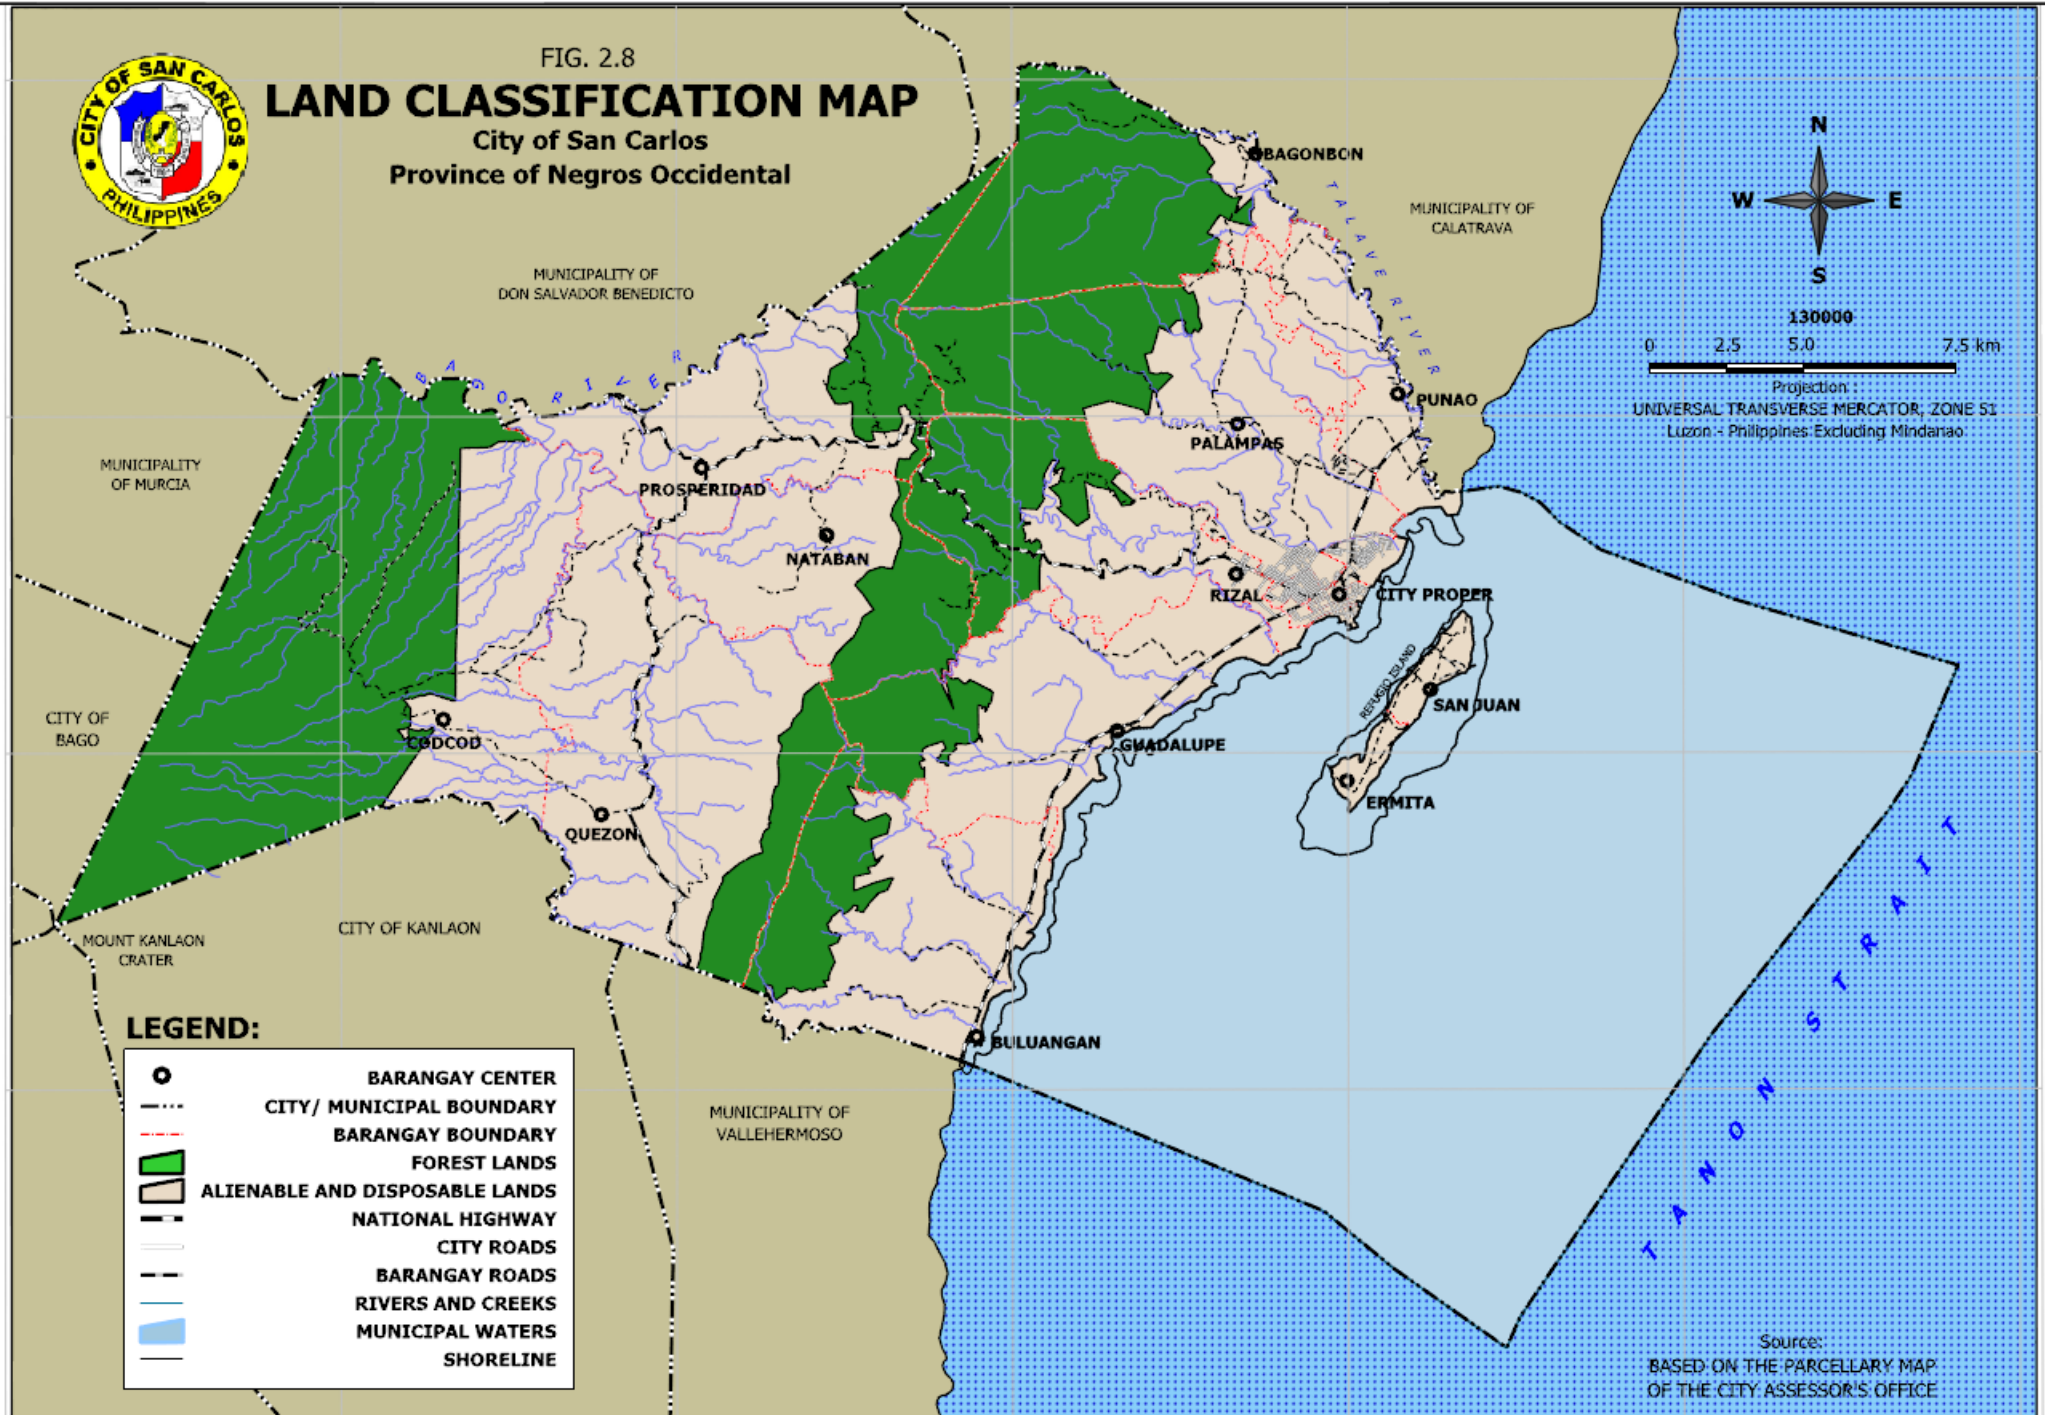 FIG. 2.8
LAND CLASSIFICATION MAP
City of San Carlos
Province of Negros Occidental
CITY OF SAN CARLOS
PHILIPPINES
BAGONBON
TALAVE RIVER
MUNICIPALITY OF
CALATRAVA
N
W E
S
130000
0 2.5 5.0 7.5 km
Projection
UNIVERSAL TRANSVERSE MERCATOR, ZONE 51
Luzon - Philippines Excluding Mindanao
MUNICIPALITY OF
DON SALVADOR BENEDICTO
BAGO RIVER
MUNICIPALITY
OF MURCIA
PUNAO
PALAMPAS
PROSPERIDAD
NATABAN
RIZAL
CITY PROPER
REFUGIO ISLAND
SAN JUAN
CITY OF
BAGO
CODCOD
GUADALUPE
ERMITA
QUEZON
TANON STRAIT
MOUNT KANLAON
CRATER
CITY OF KANLAON
BULUANGAN
MUNICIPALITY OF
VALLEHERMOSO
LEGEND:
BARANGAY CENTER
CITY/ MUNICIPAL BOUNDARY
BARANGAY BOUNDARY
FOREST LANDS
ALIENABLE AND DISPOSABLE LANDS
NATIONAL HIGHWAY
CITY ROADS
BARANGAY ROADS
RIVERS AND CREEKS
MUNICIPAL WATERS
SHORELINE
Source:
BASED ON THE PARCELLARY MAP
OF THE CITY ASSESSOR'S OFFICE